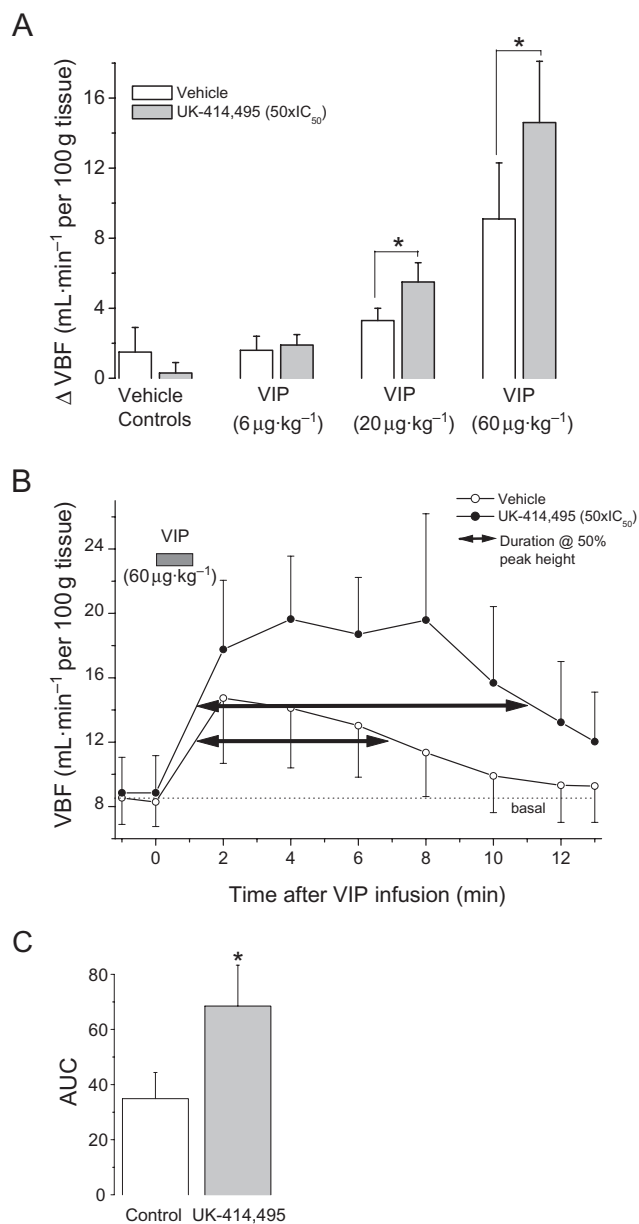 A
Δ VBF (mL·min⁻¹ per 100 g tissue)
16
12
8
4
0
Vehicle
UK-414,495 (50xIC₅₀)
*
*
Vehicle
Controls
VIP
(6 μg·kg⁻¹)
VIP
(20 μg·kg⁻¹)
VIP
(60 μg·kg⁻¹)
B
VBF (mL·min⁻¹ per 100 g tissue)
24
20
16
12
8
VIP
(60 μg·kg⁻¹)
Vehicle
UK-414,495 (50xIC₅₀)
Duration @ 50%
peak height
basal
0 2 4 6 8 10 12
Time after VIP infusion (min)
C
AUC
80
60
40
20
0
*
Control UK-414,495